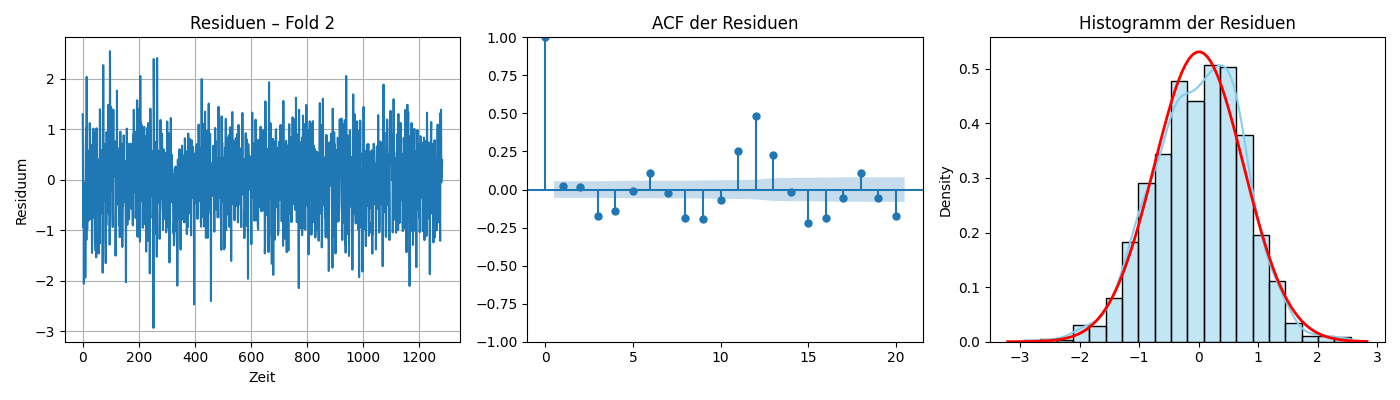 Residuen – Fold 2
Residuum
2
1
0
−1
−2
−3
0 200 400 600 800 1000 1200
Zeit
ACF der Residuen
1.00
0.75
0.50
0.25
0.00
−0.25
−0.50
−0.75
−1.00
0 5 10 15 20
Histogramm der Residuen
Density
0.5
0.4
0.3
0.2
0.1
0.0
−3 −2 −1 0 1 2 3